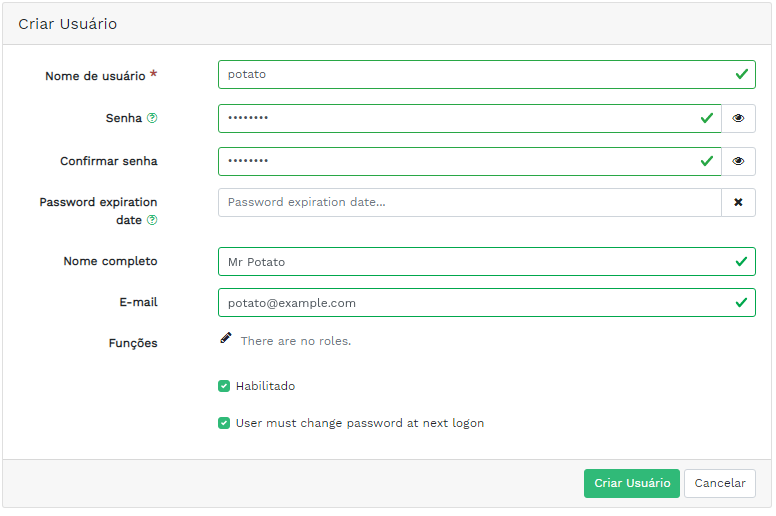 Criar Usuário
Nome de usuário *
potato
Senha ?
••••••••
Confirmar senha
••••••••
Password expiration
date ?
Password expiration date...
Nome completo
Mr Potato
E-mail
potato@example.com
Funções
There are no roles.
Habilitado
User must change password at next logon
Criar Usuário
Cancelar